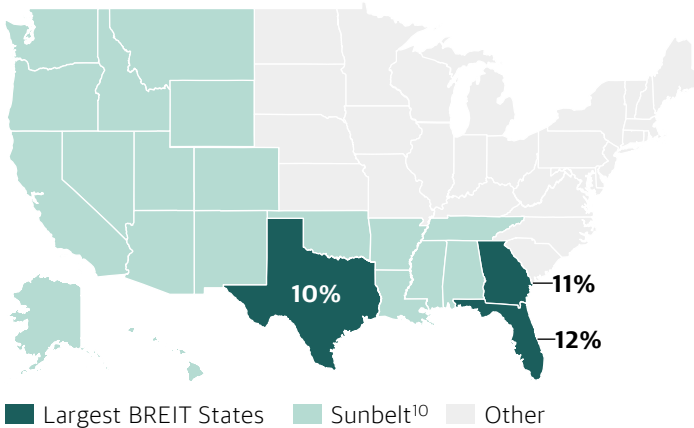 10%
11%
12%
Largest BREIT States
Sunbelt¹⁰
Other